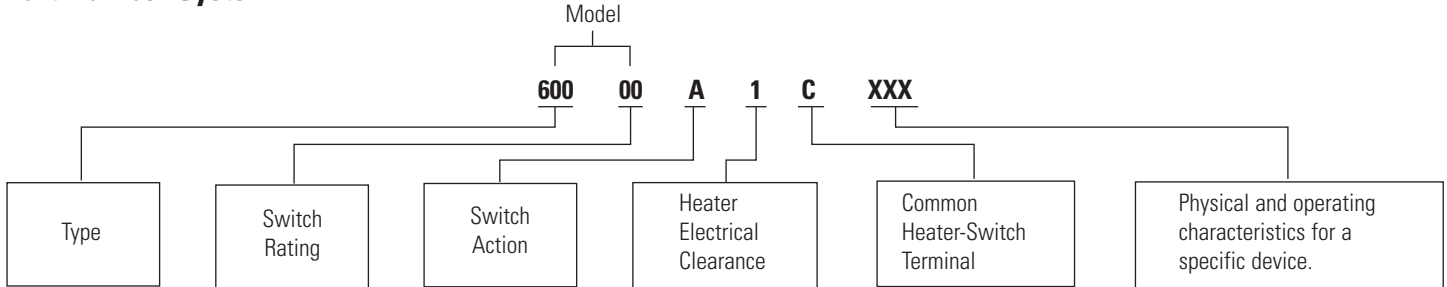 Model
600 00 A 1 C XXX
Type
Switch
Rating
Switch
Action
Heater
Electrical
Clearance
Common
Heater-Switch
Terminal
Physical and operating
characteristics for a
specific device.